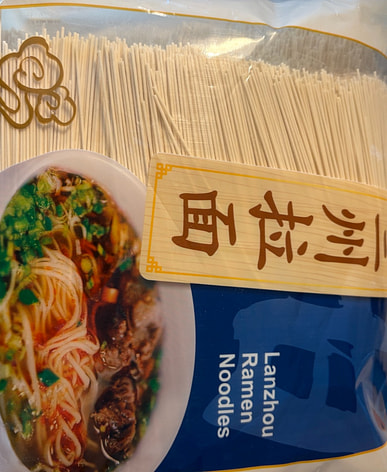 兰州拉面
Lanzhou
Ramen
Noodles